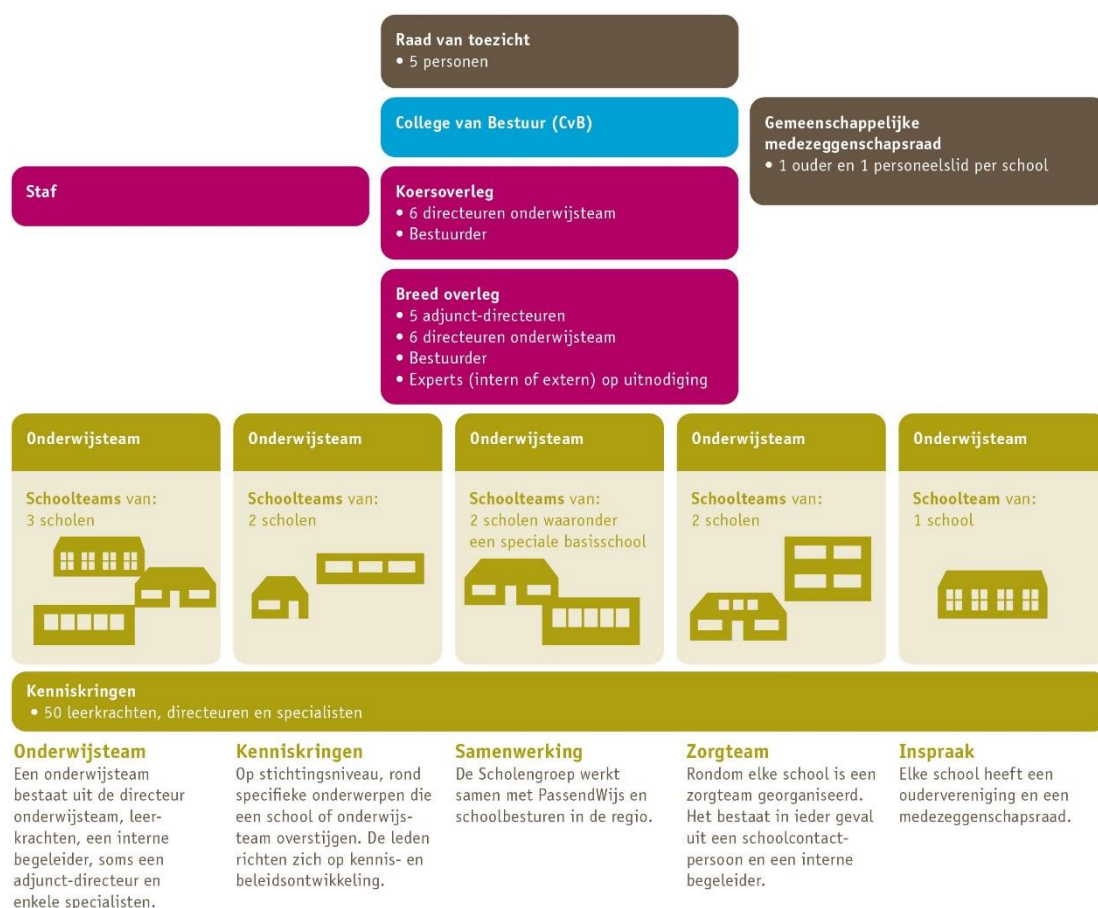 Raad van toezicht
• 5 personen
College van Bestuur (CvB)
Gemeenschappelijke
medezeggenschapsraad
• 1 ouder en 1 personeelslid per school
Staf
Koersoverleg
• 6 directeuren onderwijsteam
• Bestuurder
Breed overleg
• 5 adjunct-directeuren
• 6 directeuren onderwijsteam
• Bestuurder
• Experts (intern of extern) op uitnodiging
Onderwijsteam
Schoolteams van:
3 scholen
Onderwijsteam
Schoolteams van:
2 scholen
Onderwijsteam
Schoolteams van:
2 scholen waaronder
een speciale basisschool
Onderwijsteam
Schoolteams van:
2 scholen
Onderwijsteam
Schoolteam van:
1 school
Kenniskringen
• 50 leerkrachten, directeuren en specialisten
Onderwijsteam
Een onderwijsteam
bestaat uit de directeur
onderwijsteam, leer-
krachten, een interne
begeleider, soms een
adjunct-directeur en
enkele specialisten.
Kenniskringen
Op stichtingsniveau, rond
specifieke onderwerpen die
een school of onderwijs-
team overstijgen. De leden
richten zich op kennis- en
beleidsontwikkeling.
Samenwerking
De Scholengroep werkt
samen met PassendWijs en
schoolbesturen in de regio.
Zorgteam
Rondom elke school is een
zorgteam georganiseerd.
Het bestaat in ieder geval
uit een schoolcontact-
persoon en een interne
begeleider.
Inspraak
Elke school heeft een
oudervereniging en een
medezeggenschapsraad.